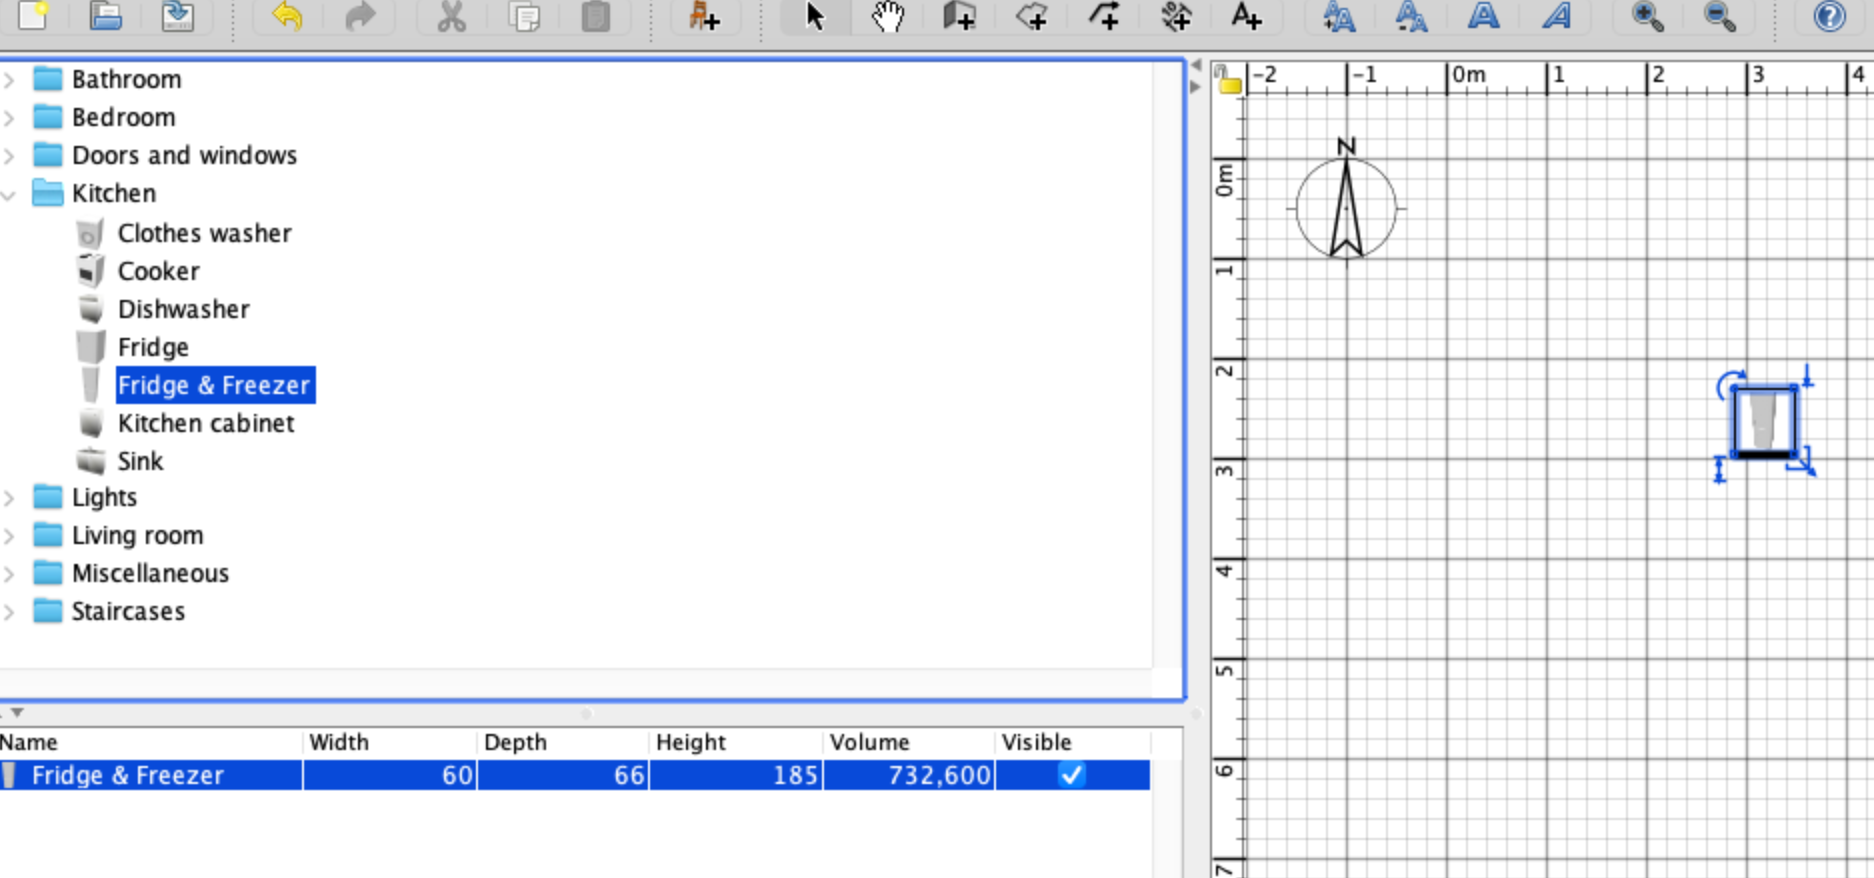 Bathroom
Bedroom
Doors and windows
Kitchen
Clothes washer
Cooker
Dishwasher
Fridge
Fridge & Freezer
Kitchen cabinet
Sink
Lights
Living room
Miscellaneous
Staircases
Name Width Depth Height Volume Visible
Fridge & Freezer 60 66 185 732,600
-2 -1 0m 1 2 3 4
N
0m
1
2
3
4
5
6
7